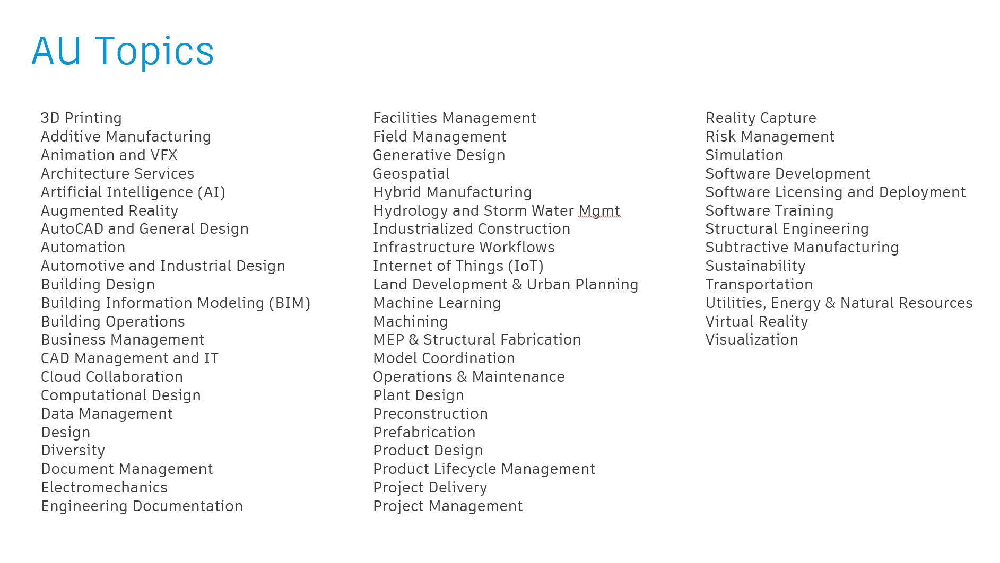 AU Topics
3D Printing
Additive Manufacturing
Animation and VFX
Architecture Services
Artificial Intelligence (AI)
Augmented Reality
AutoCAD and General Design
Automation
Automotive and Industrial Design
Building Design
Building Information Modeling (BIM)
Building Operations
Business Management
CAD Management and IT
Cloud Collaboration
Computational Design
Data Management
Design
Diversity
Document Management
Electromechanics
Engineering Documentation
Facilities Management
Field Management
Generative Design
Geospatial
Hybrid Manufacturing
Hydrology and Storm Water Mgmt
Industrialized Construction
Infrastructure Workflows
Internet of Things (IoT)
Land Development & Urban Planning
Machine Learning
Machining
MEP & Structural Fabrication
Model Coordination
Operations & Maintenance
Plant Design
Preconstruction
Prefabrication
Product Design
Product Lifecycle Management
Project Delivery
Project Management
Reality Capture
Risk Management
Simulation
Software Development
Software Licensing and Deployment
Software Training
Structural Engineering
Subtractive Manufacturing
Sustainability
Transportation
Utilities, Energy & Natural Resources
Virtual Reality
Visualization